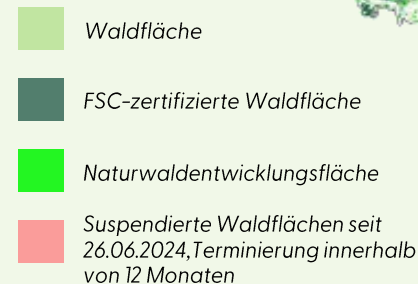 Waldfläche
FSC-zertifizierte Waldfläche
Naturwaldentwicklungsfläche
Suspendierte Waldflächen seit
26.06.2024,Terminierung innerhalb
von 12 Monaten